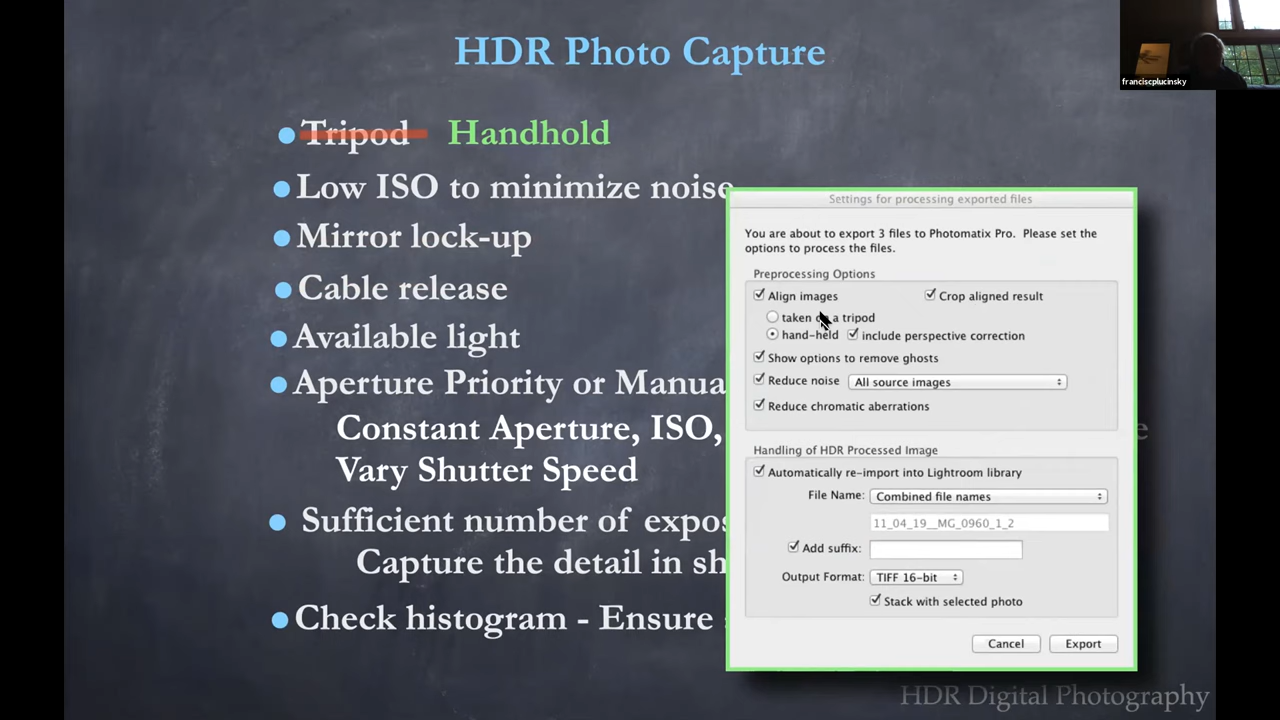 HDR Photo Capture
franciscplucinsky
Tripod Handhold
Low ISO to minimize noise
Mirror lock-up
Cable release
Available light
Aperture Priority or Manua
Constant Aperture, ISO,
Vary Shutter Speed
Sufficient number of expos
Capture the detail in sh
Check histogram - Ensure
Settings for processing exported files
You are about to export 3 files to Photomatix Pro. Please set the
options to process the files.
Preprocessing Options
Align images Crop aligned result
taken a tripod
hand-held include perspective correction
Show options to remove ghosts
Reduce noise All source images
Reduce chromatic aberrations
Handling of HDR Processed Image
Automatically re-import into Lightroom library
File Name: Combined file names
11_04_19__MG_0960_1_2
Add suffix:
Output Format: TIFF 16-bit
Stack with selected photo
Cancel Export
HDR Digital Photography